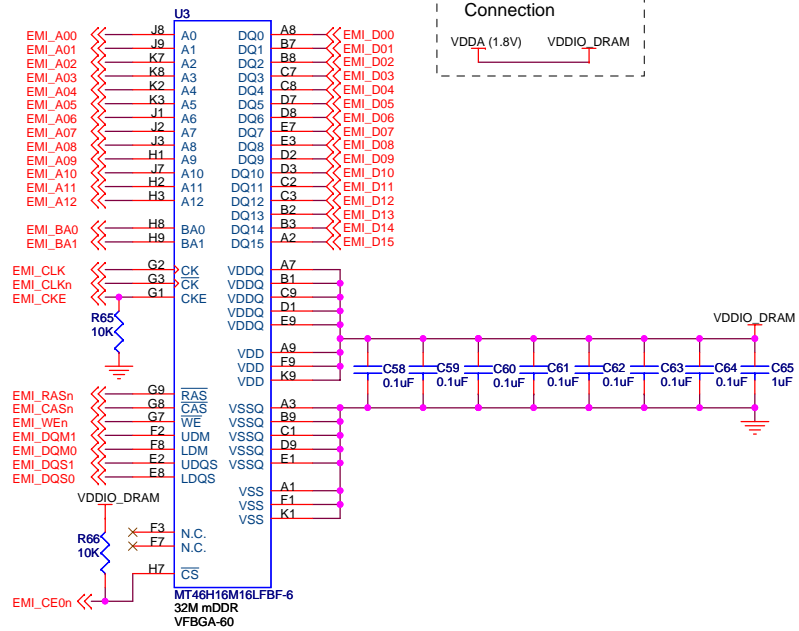 Connection
VDDA (1.8V) VDDIO_DRAM
U3
EMI_A00 J8 A0 DQ0 A8 EMI_D00
EMI_A01 J9 A1 DQ1 B7 EMI_D01
EMI_A02 K7 A2 DQ2 B8 EMI_D02
EMI_A03 K8 A3 DQ3 C7 EMI_D03
EMI_A04 K2 A4 DQ4 C8 EMI_D04
EMI_A05 K3 A5 DQ5 D7 EMI_D05
EMI_A06 J1 A6 DQ6 D8 EMI_D06
EMI_A07 J2 A7 DQ7 E7 EMI_D07
EMI_A08 J3 A8 DQ8 E3 EMI_D08
EMI_A09 H1 A9 DQ9 D2 EMI_D09
EMI_A10 J7 A10 DQ10 D3 EMI_D10
EMI_A11 H2 A11 DQ11 C2 EMI_D11
EMI_A12 H3 A12 DQ12 C3 EMI_D12
DQ13 B2 EMI_D13
EMI_BA0 H8 BA0 DQ14 B3 EMI_D14
EMI_BA1 H9 BA1 DQ15 A2 EMI_D15
EMI_CLK G2 CK VDDQ A7
EMI_CLKn G3 CK VDDQ B1
EMI_CKE G1 CKE VDDQ C9
VDDQ D1
R65 VDDQ E9
10K
VDDIO_DRAM
VDD A9
VDD F9
VDD K9
C58 C59 C60 C61 C62 C63 C64 C65
0.1uF 0.1uF 0.1uF 0.1uF 0.1uF 0.1uF 0.1uF 1uF
EMI_RASn G9 RAS
EMI_CASn G8 CAS VSSQ A3
EMI_WEn G7 WE VSSQ B9
EMI_DQM1 F2 UDM VSSQ C1
EMI_DQM0 F8 LDM VSSQ D9
EMI_DQS1 E2 UDQS VSSQ E1
EMI_DQS0 E8 LDQS
VDDIO_DRAM
VSS A1
VSS F1
VSS K1
F3 N.C.
F7 N.C.
R66
10K
H7 CS
EMI_CE0n
MT46H16M16LFBF-6
32M mDDR
VFBGA-60